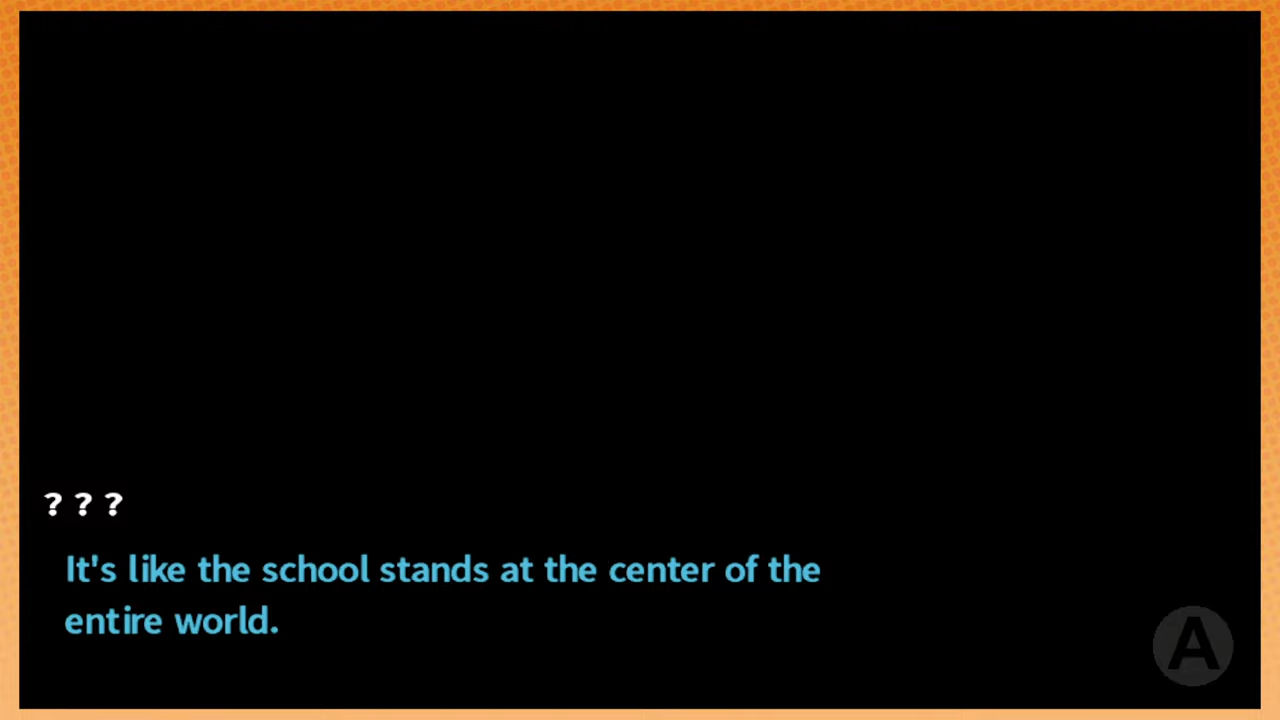 ? ? ?
It's like the school stands at the center of the
entire world.
A